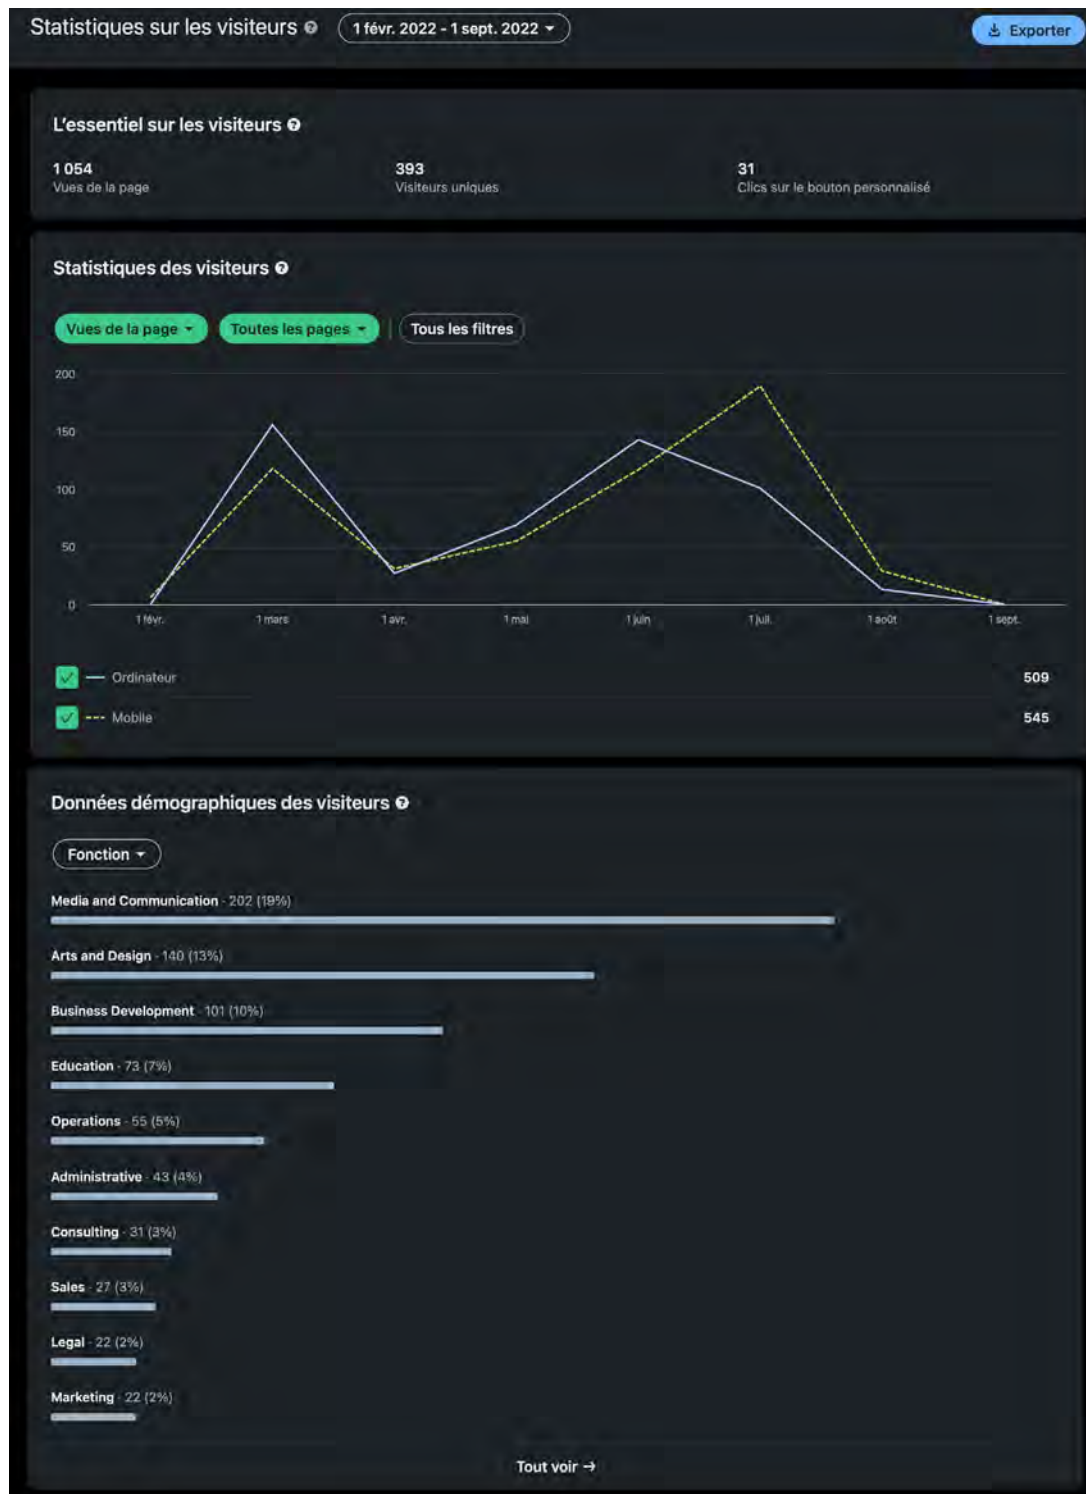 Statistiques sur les visiteurs
1 févr. 2022 - 1 sept. 2022
Exporter
L'essentiel sur les visiteurs
1 054
393
31
Vues de la page
Visiteurs uniques
Clics sur le bouton personnalisé
Statistiques des visiteurs
Vues de la page
Toutes les pages
Tous les filtres
200
150
100
50
0
1 févr.
1 mars
1 avr.
1 mai
1 juin
1 juil.
1 août
1 sept.
Ordinateur
509
Mobile
545
Données démographiques des visiteurs
Fonction
Media and Communication · 202 (19%)
Arts and Design · 140 (13%)
Business Development · 101 (10%)
Education · 73 (7%)
Operations · 55 (5%)
Administrative · 43 (4%)
Consulting · 31 (3%)
Sales · 27 (3%)
Legal · 22 (2%)
Marketing · 22 (2%)
Tout voir →